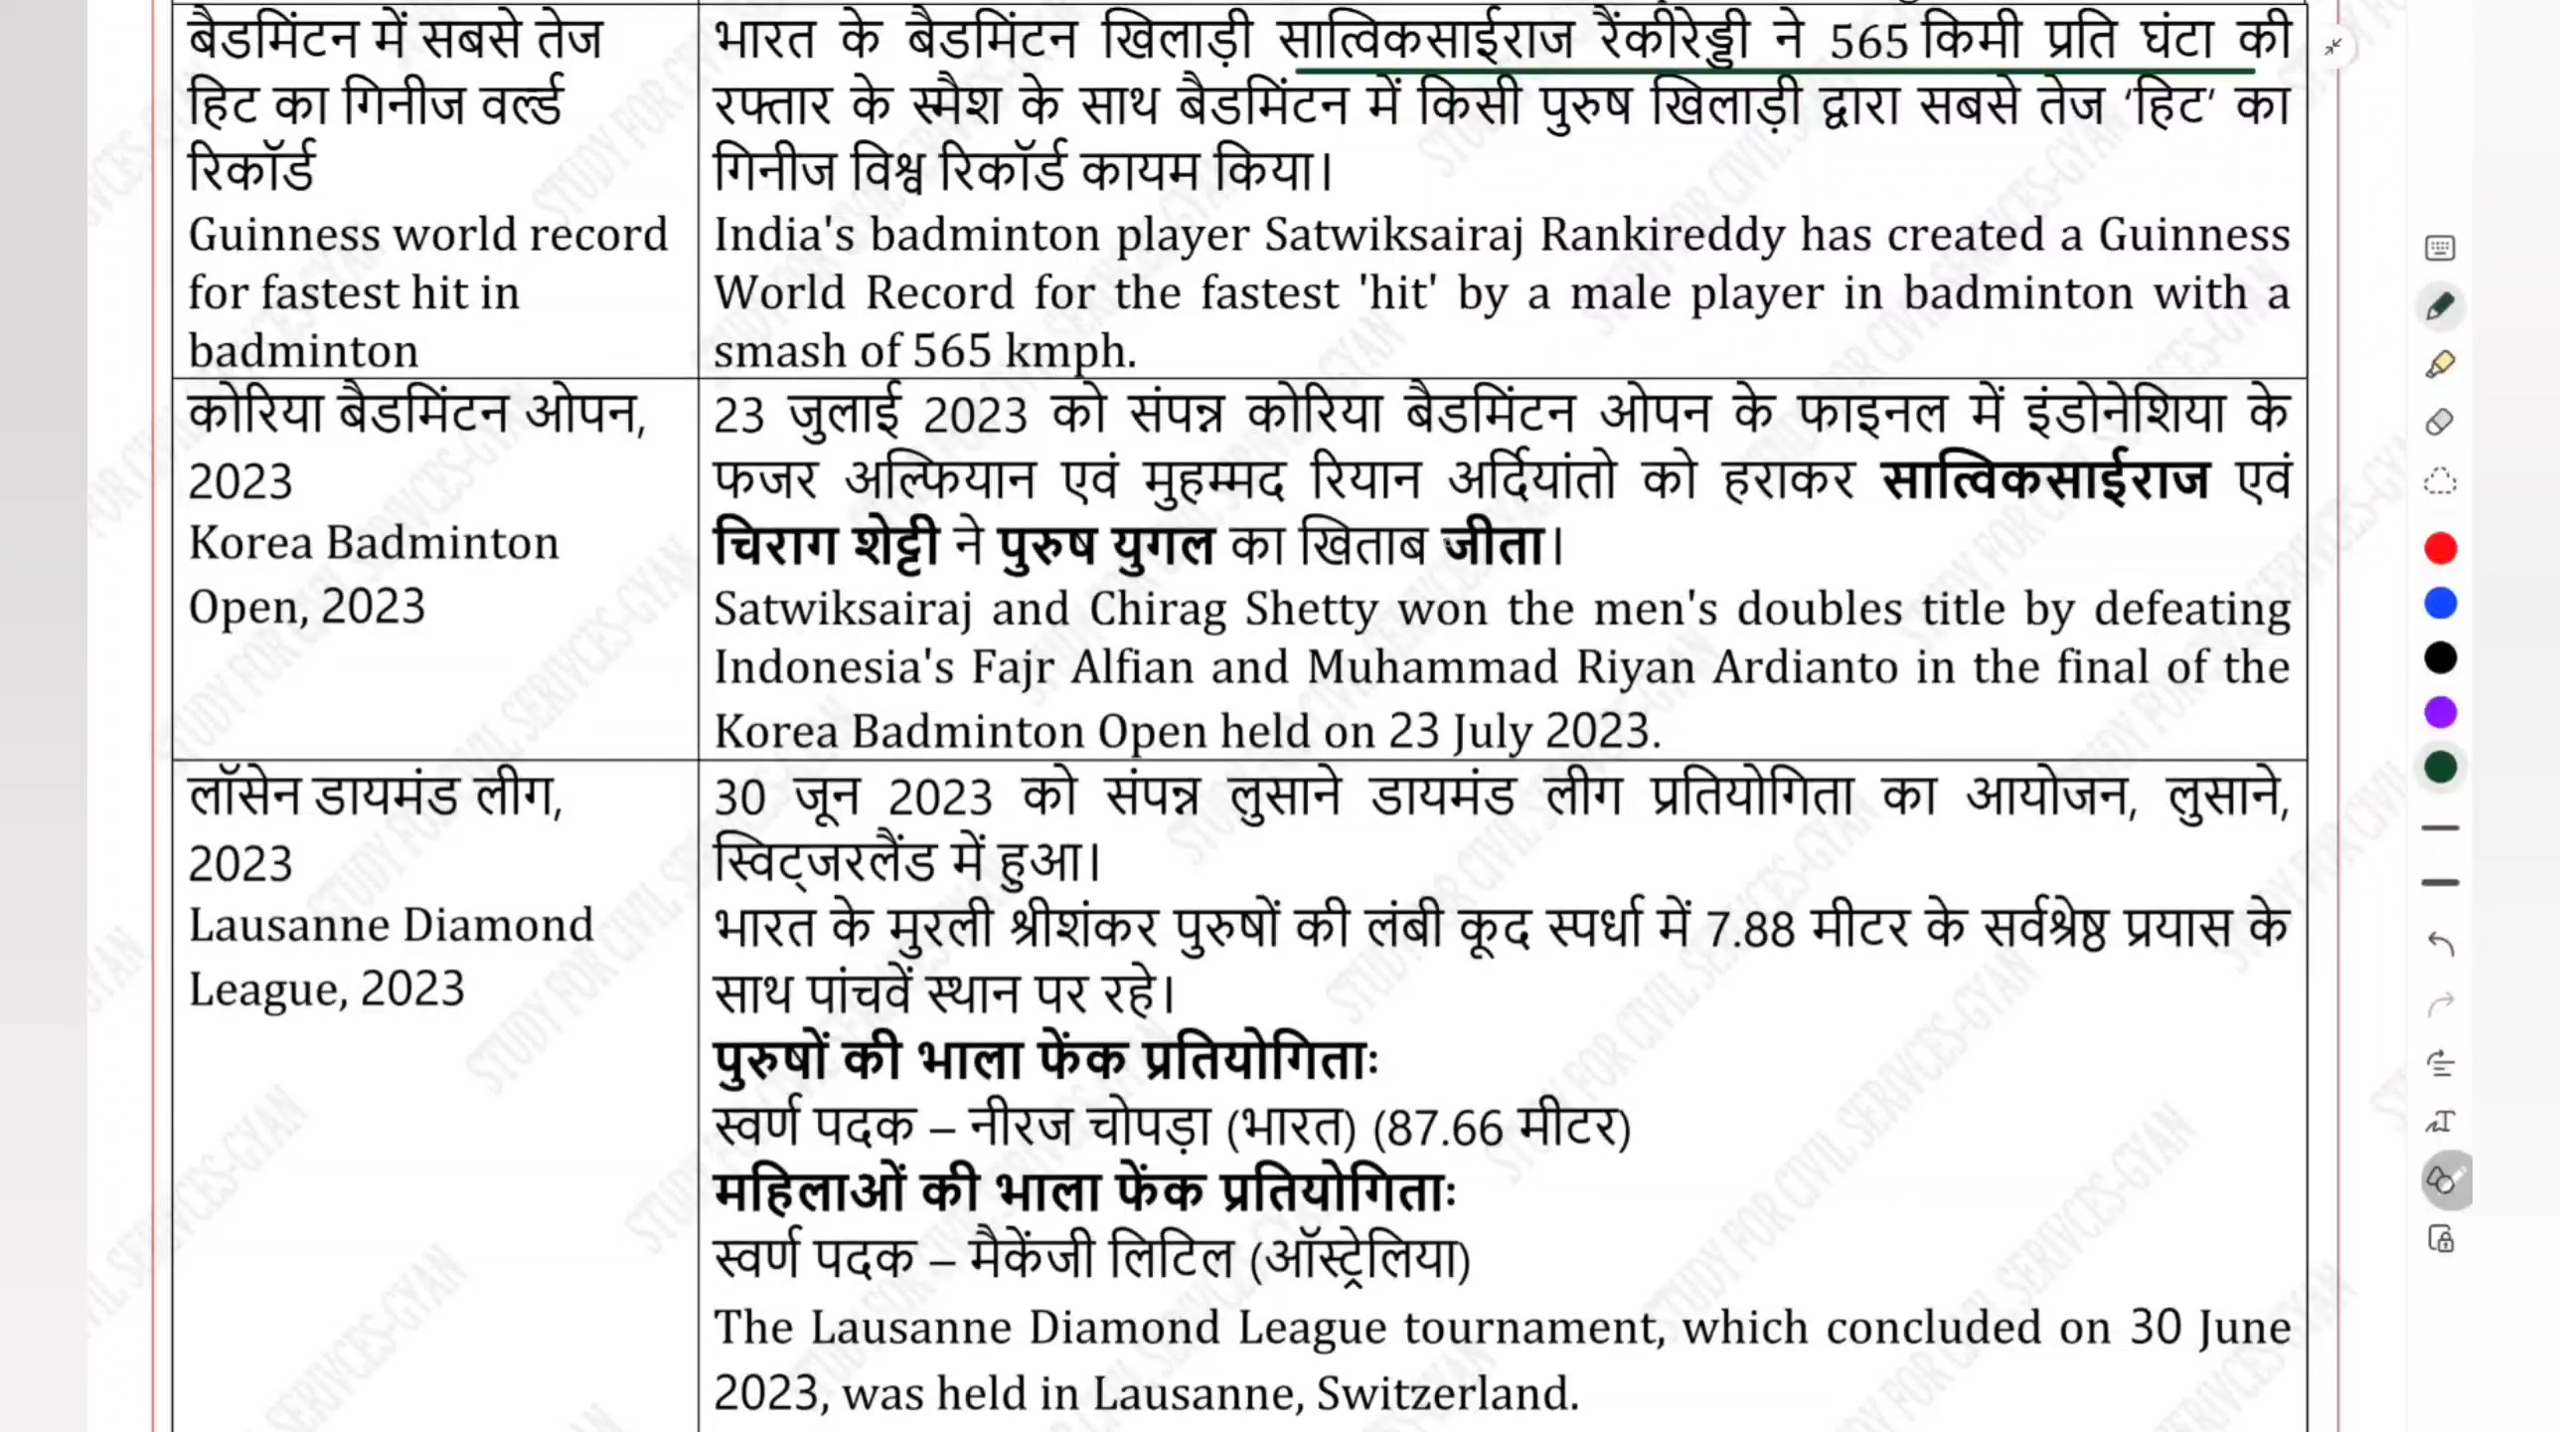 बैडमिंटन में सबसे तेज
हिट का गिनीज वर्ल्ड
रिकॉर्ड
Guinness world record
for fastest hit in
badminton
भारत के बैडमिंटन खिलाड़ी सात्विकसाईराज रैंकीरेड्डी ने 565 किमी प्रति घंटा की
रफ्तार के स्मैश के साथ बैडमिंटन में किसी पुरुष खिलाड़ी द्वारा सबसे तेज ‘हिट’ का
गिनीज विश्व रिकॉर्ड कायम किया।
India's badminton player Satwiksairaj Rankireddy has created a Guinness
World Record for the fastest 'hit' by a male player in badminton with a
smash of 565 kmph.
कोरिया बैडमिंटन ओपन,
2023
Korea Badminton
Open, 2023
23 जुलाई 2023 को संपन्न कोरिया बैडमिंटन ओपन के फाइनल में इंडोनेशिया के
फजर अल्फियान एवं मुहम्मद रियान अर्दियांतो को हराकर सात्विकसाईराज एवं
चिराग शेट्टी ने पुरुष युगल का खिताब जीता।
Satwiksairaj and Chirag Shetty won the men's doubles title by defeating
Indonesia's Fajr Alfian and Muhammad Riyan Ardianto in the final of the
Korea Badminton Open held on 23 July 2023.
लॉसेन डायमंड लीग,
2023
Lausanne Diamond
League, 2023
30 जून 2023 को संपन्न लुसाने डायमंड लीग प्रतियोगिता का आयोजन, लुसाने,
स्विट्जरलैंड में हुआ।
भारत के मुरली श्रीशंकर पुरुषों की लंबी कूद स्पर्धा में 7.88 मीटर के सर्वश्रेष्ठ प्रयास के
साथ पांचवें स्थान पर रहे।
पुरुषों की भाला फेंक प्रतियोगिताः
स्वर्ण पदक – नीरज चोपड़ा (भारत) (87.66 मीटर)
महिलाओं की भाला फेंक प्रतियोगिताः
स्वर्ण पदक – मैकेंजी लिटिल (ऑस्ट्रेलिया)
The Lausanne Diamond League tournament, which concluded on 30 June
2023, was held in Lausanne, Switzerland.
STUDY FOR CIVIL SERIVCES-GYAN